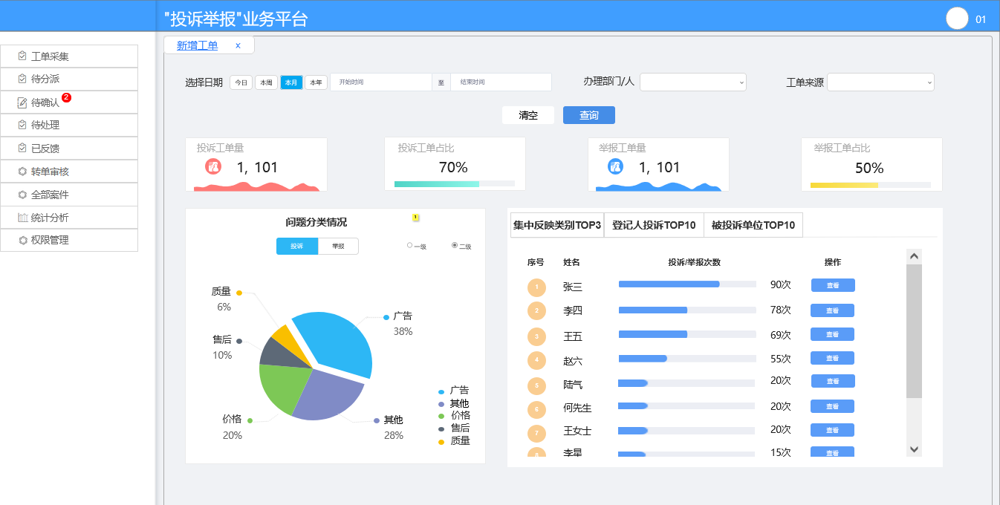 "投诉举报"业务平台
01
工单采集
待分派
待确认 2
待处理
已反馈
转单审核
全部案件
统计分析
权限管理
新增工单 x
选择日期 今日 本周 本月 本年 开始时间 至 结束时间 办理部门/人 工单来源
清空 查询
投诉工单量
1, 101
投诉工单占比
70%
举报工单量
1, 101
举报工单占比
50%
问题分类情况
1
投诉 举报 一级 二级
质量
6%
广告
38%
售后
10%
价格
20%
其他
28%
广告
其他
价格
售后
质量
集中反映类别TOP3 登记人投诉TOP10 被投诉单位TOP10
序号 姓名 投诉/举报次数 操作
1 张三 90次 查看
2 李四 78次 查看
3 王五 69次 查看
4 赵六 55次 查看
5 陆气 20次 查看
6 何先生 20次 查看
7 王女士 20次 查看
8 李星 15次 查看